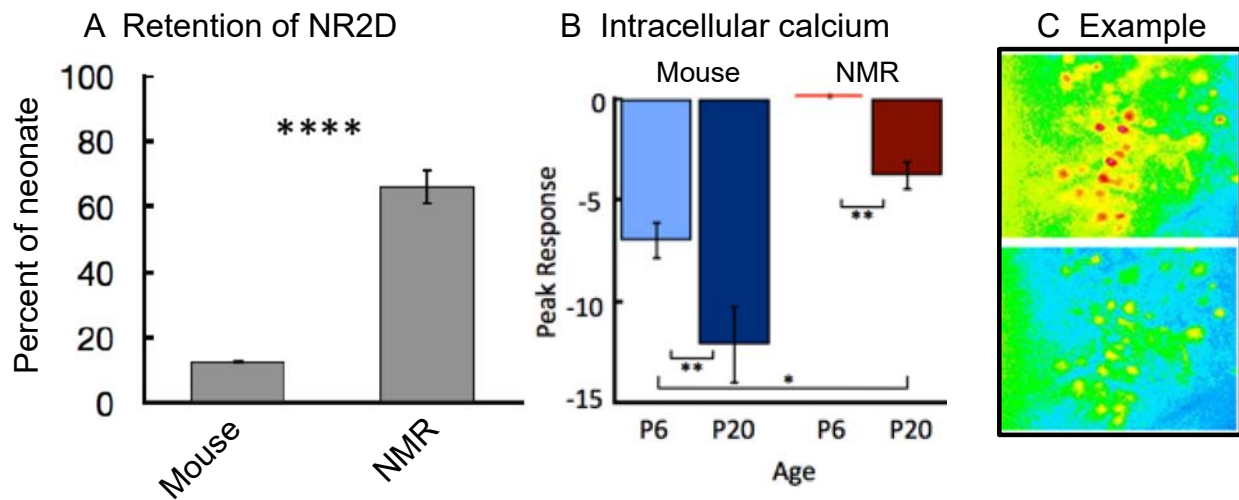 A Retention of NR2D
Percent of neonate
100
80
60
40
20
0
****
Mouse
NMR
B Intracellular calcium
Mouse NMR
Peak Response
0
-5
-10
-15
**
**
*
P6 P20 P6 P20
Age
C Example